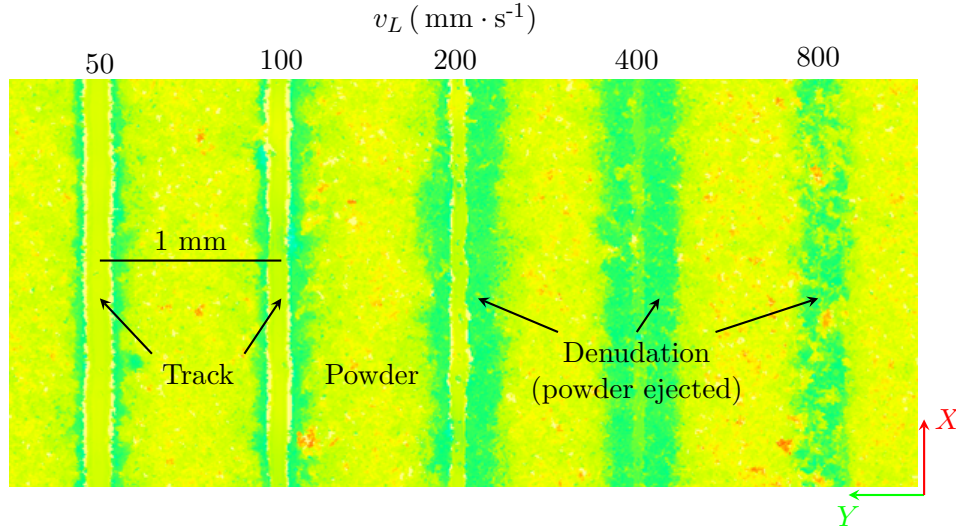 v_L ( mm · s⁻¹)
50 100 200 400 800
1 mm
Track Powder Denudation
(powder ejected)
X
Y